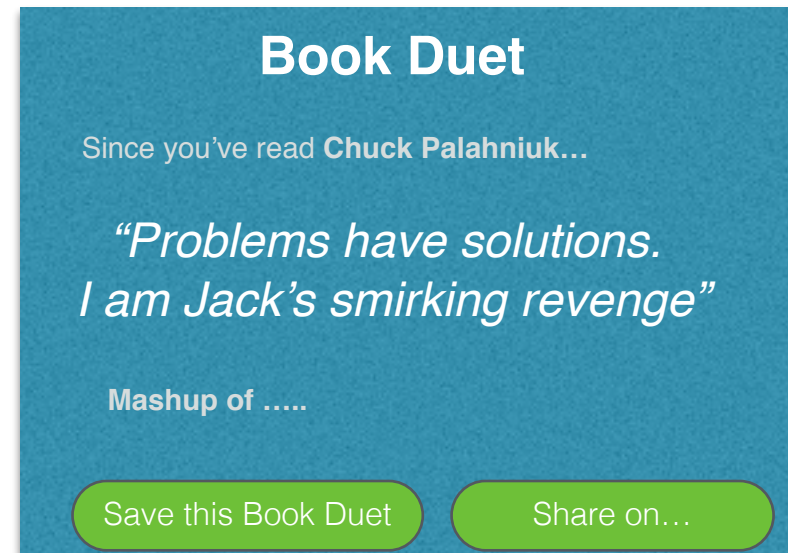 Book Duet
Since you’ve read Chuck Palahniuk…
“Problems have solutions.
I am Jack’s smirking revenge”
Mashup of …..
Save this Book Duet
Share on…